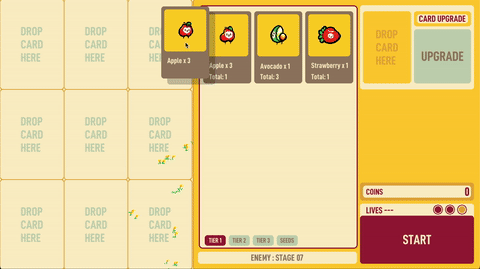 DROP
CARD
HERE
DROP
CARD
HERE
DROP
CARD
Apple x 3
Apple x 3
Total: 1
Avocado x 1
Total: 3
Strawberry x 1
Total: 1
CARD UPGRADE
DROP
CARD
HERE
UPGRADE
DROP
CARD
HERE
DROP
CARD
HERE
DROP
CARD
HERE
DROP
CARD
HERE
DROP
CARD
HERE
DROP
CARD
HERE
TIER 1
TIER 2
TIER 3
SEEDS
ENEMY : STAGE 07
COINS
0
LIVES ---
START